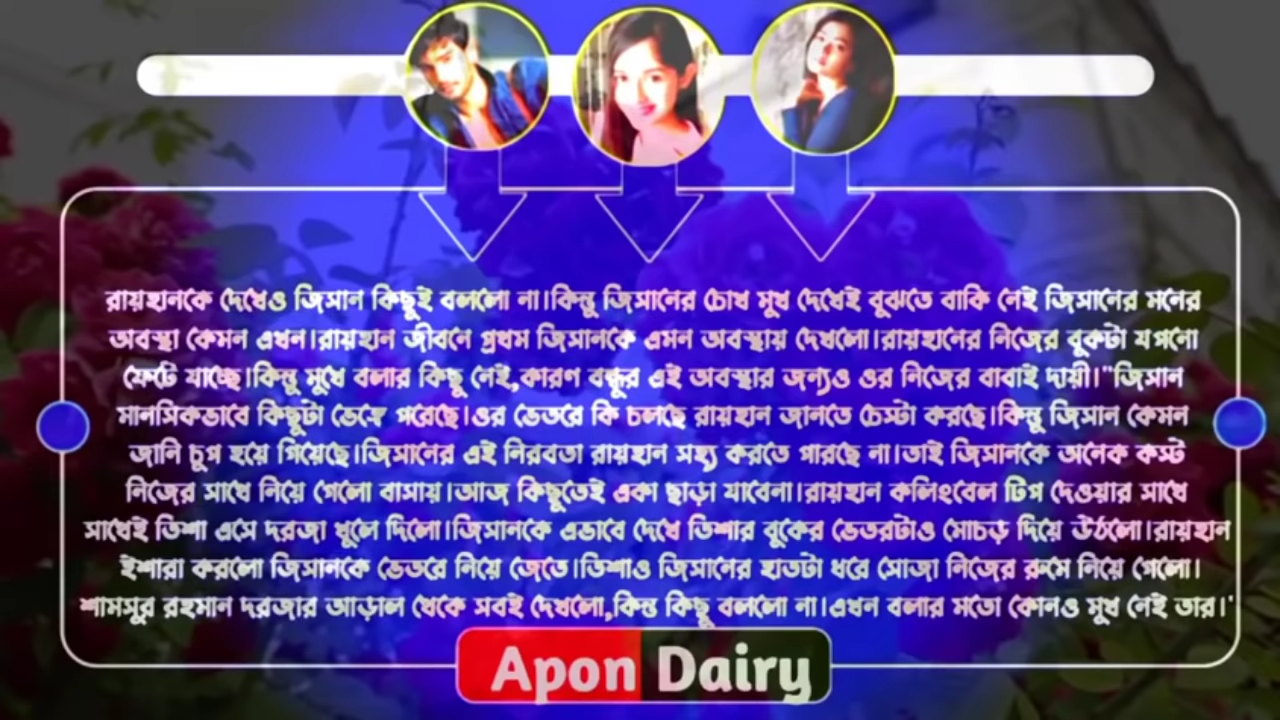 রায়হানকে দেখেও জিসান কিছুই বললো না।কিন্তু জিসানের চোখ মুখ দেখেই বুঝতে বাকি নেই জিসানের মনের
অবস্থা কেমন এখন।রায়হান জীবনে প্রথম জিসানকে এমন অবস্থায় দেখলো।রায়হানের নিজের বুকটা যপনো
ফেটে যাচ্ছে।কিন্তু মুখে বলার কিছু নেই,কারণ বন্ধুর এই অবস্থার জন্যও ওর নিজের বাবাই দায়ী।"জিসান
মানসিকভাবে কিছুটা ভেঙ্গে পরেছে।ওর ভেতরে কি চলছে রায়হান জানতে চেস্টা করছে।কিন্তু জিসান কেমন
জানি চুপ হয়ে গিয়েছে।জিসানের এই নিরবতা রায়হান সহ্য করতে পারছে না।তাই জিসানকে অনেক কস্ট
নিজের সাথে নিয়ে গেলো বাসায়।আজ কিছুতেই একা ছাড়া যাবেনা।রায়হান কলিংবেল টিপ দেওয়ার সাথে
সাথেই তিশা এসে দরজা খুলে দিলো।জিসানকে এভাবে দেখে তিশার বুকের ভেতরটাও মোচড় দিয়ে উঠলো।রায়হান
ইশারা করলো জিসানকে ভেতরে নিয়ে জেতে।তিশাও জিসানের হাতটা ধরে সোজা নিজের রুমে নিয়ে গেলো।
শামসুর রহমান দরজার আড়াল থেকে সবই দেখলো,কিন্ত কিছু বললো না।এখন বলার মতো কোনও মুখ নেই তার।'
Apon Dairy